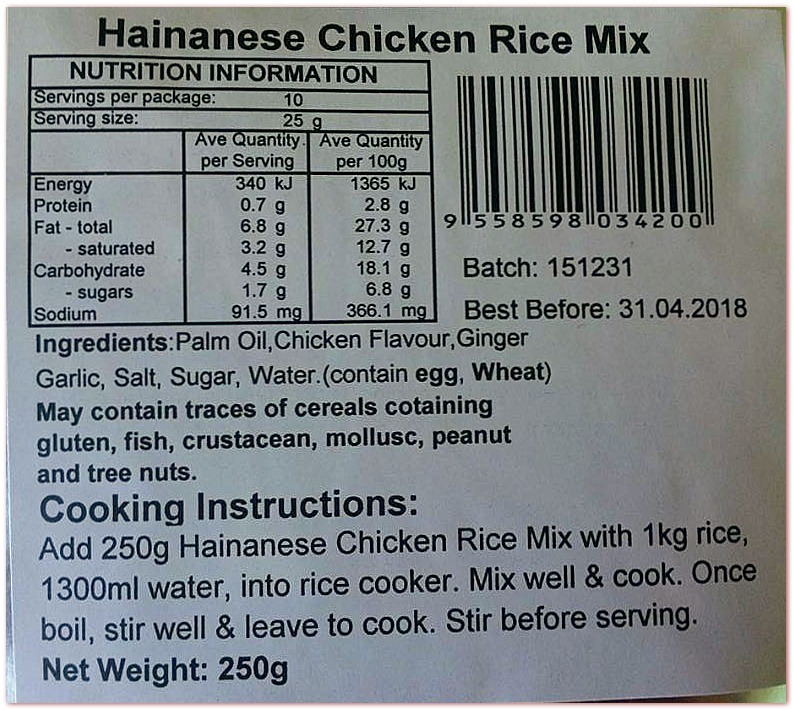 Hainanese Chicken Rice Mix
NUTRITION INFORMATION
Servings per package: 10
Serving size: 25 g
Ave Quantity. Ave Quantity
per Serving per 100g
Energy 340 kJ 1365 kJ
Protein 0.7 g 2.8 g
Fat - total 6.8 g 27.3 g
- saturated 3.2 g 12.7 g
Carbohydrate 4.5 g 18.1 g
- sugars 1.7 g 6.8 g
Sodium 91.5 mg 366.1 mg
9 558598 034200
Batch: 151231
Best Before: 31.04.2018
Ingredients:Palm Oil,Chicken Flavour,Ginger
Garlic, Salt, Sugar, Water.(contain egg, Wheat)
May contain traces of cereals cotaining
gluten, fish, crustacean, mollusc, peanut
and tree nuts.
Cooking Instructions:
Add 250g Hainanese Chicken Rice Mix with 1kg rice,
1300ml water, into rice cooker. Mix well & cook. Once
boil, stir well & leave to cook. Stir before serving.
Net Weight: 250g